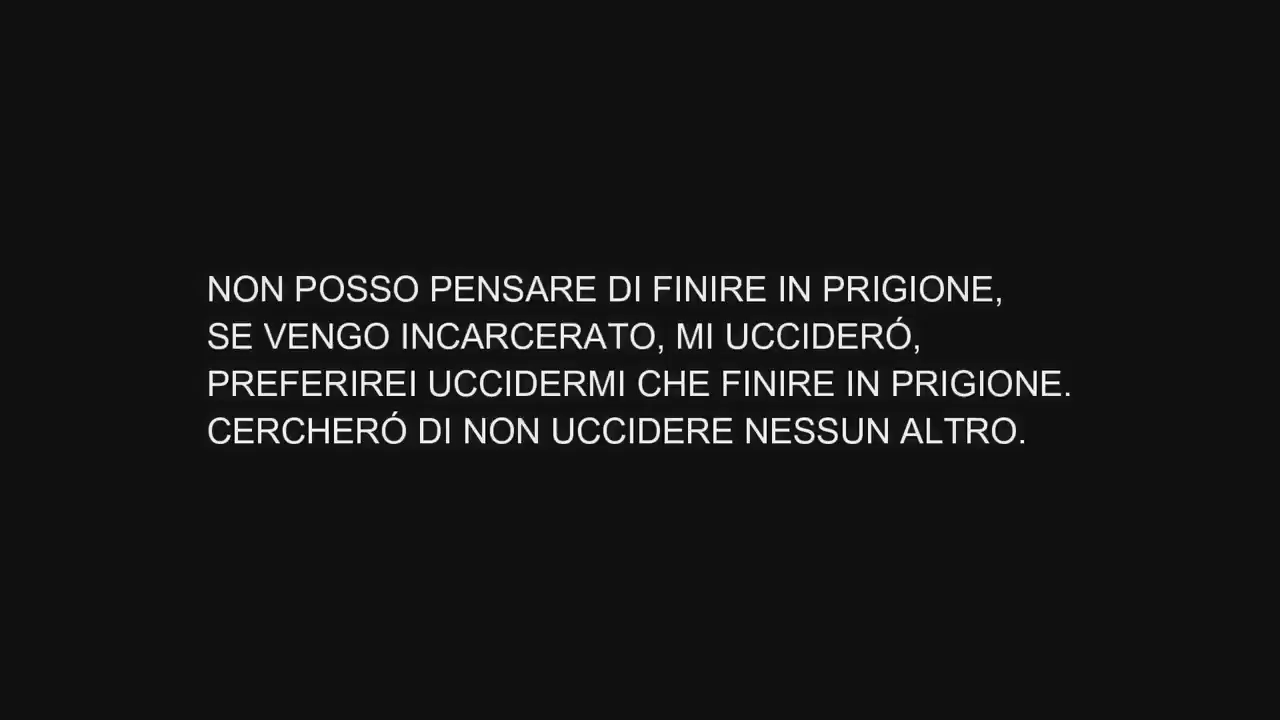 NON POSSO PENSARE DI FINIRE IN PRIGIONE,
SE VENGO INCARCERATO, MI UCCIDERÓ,
PREFERIREI UCCIDERMI CHE FINIRE IN PRIGIONE.
CERCHERÓ DI NON UCCIDERE NESSUN ALTRO.